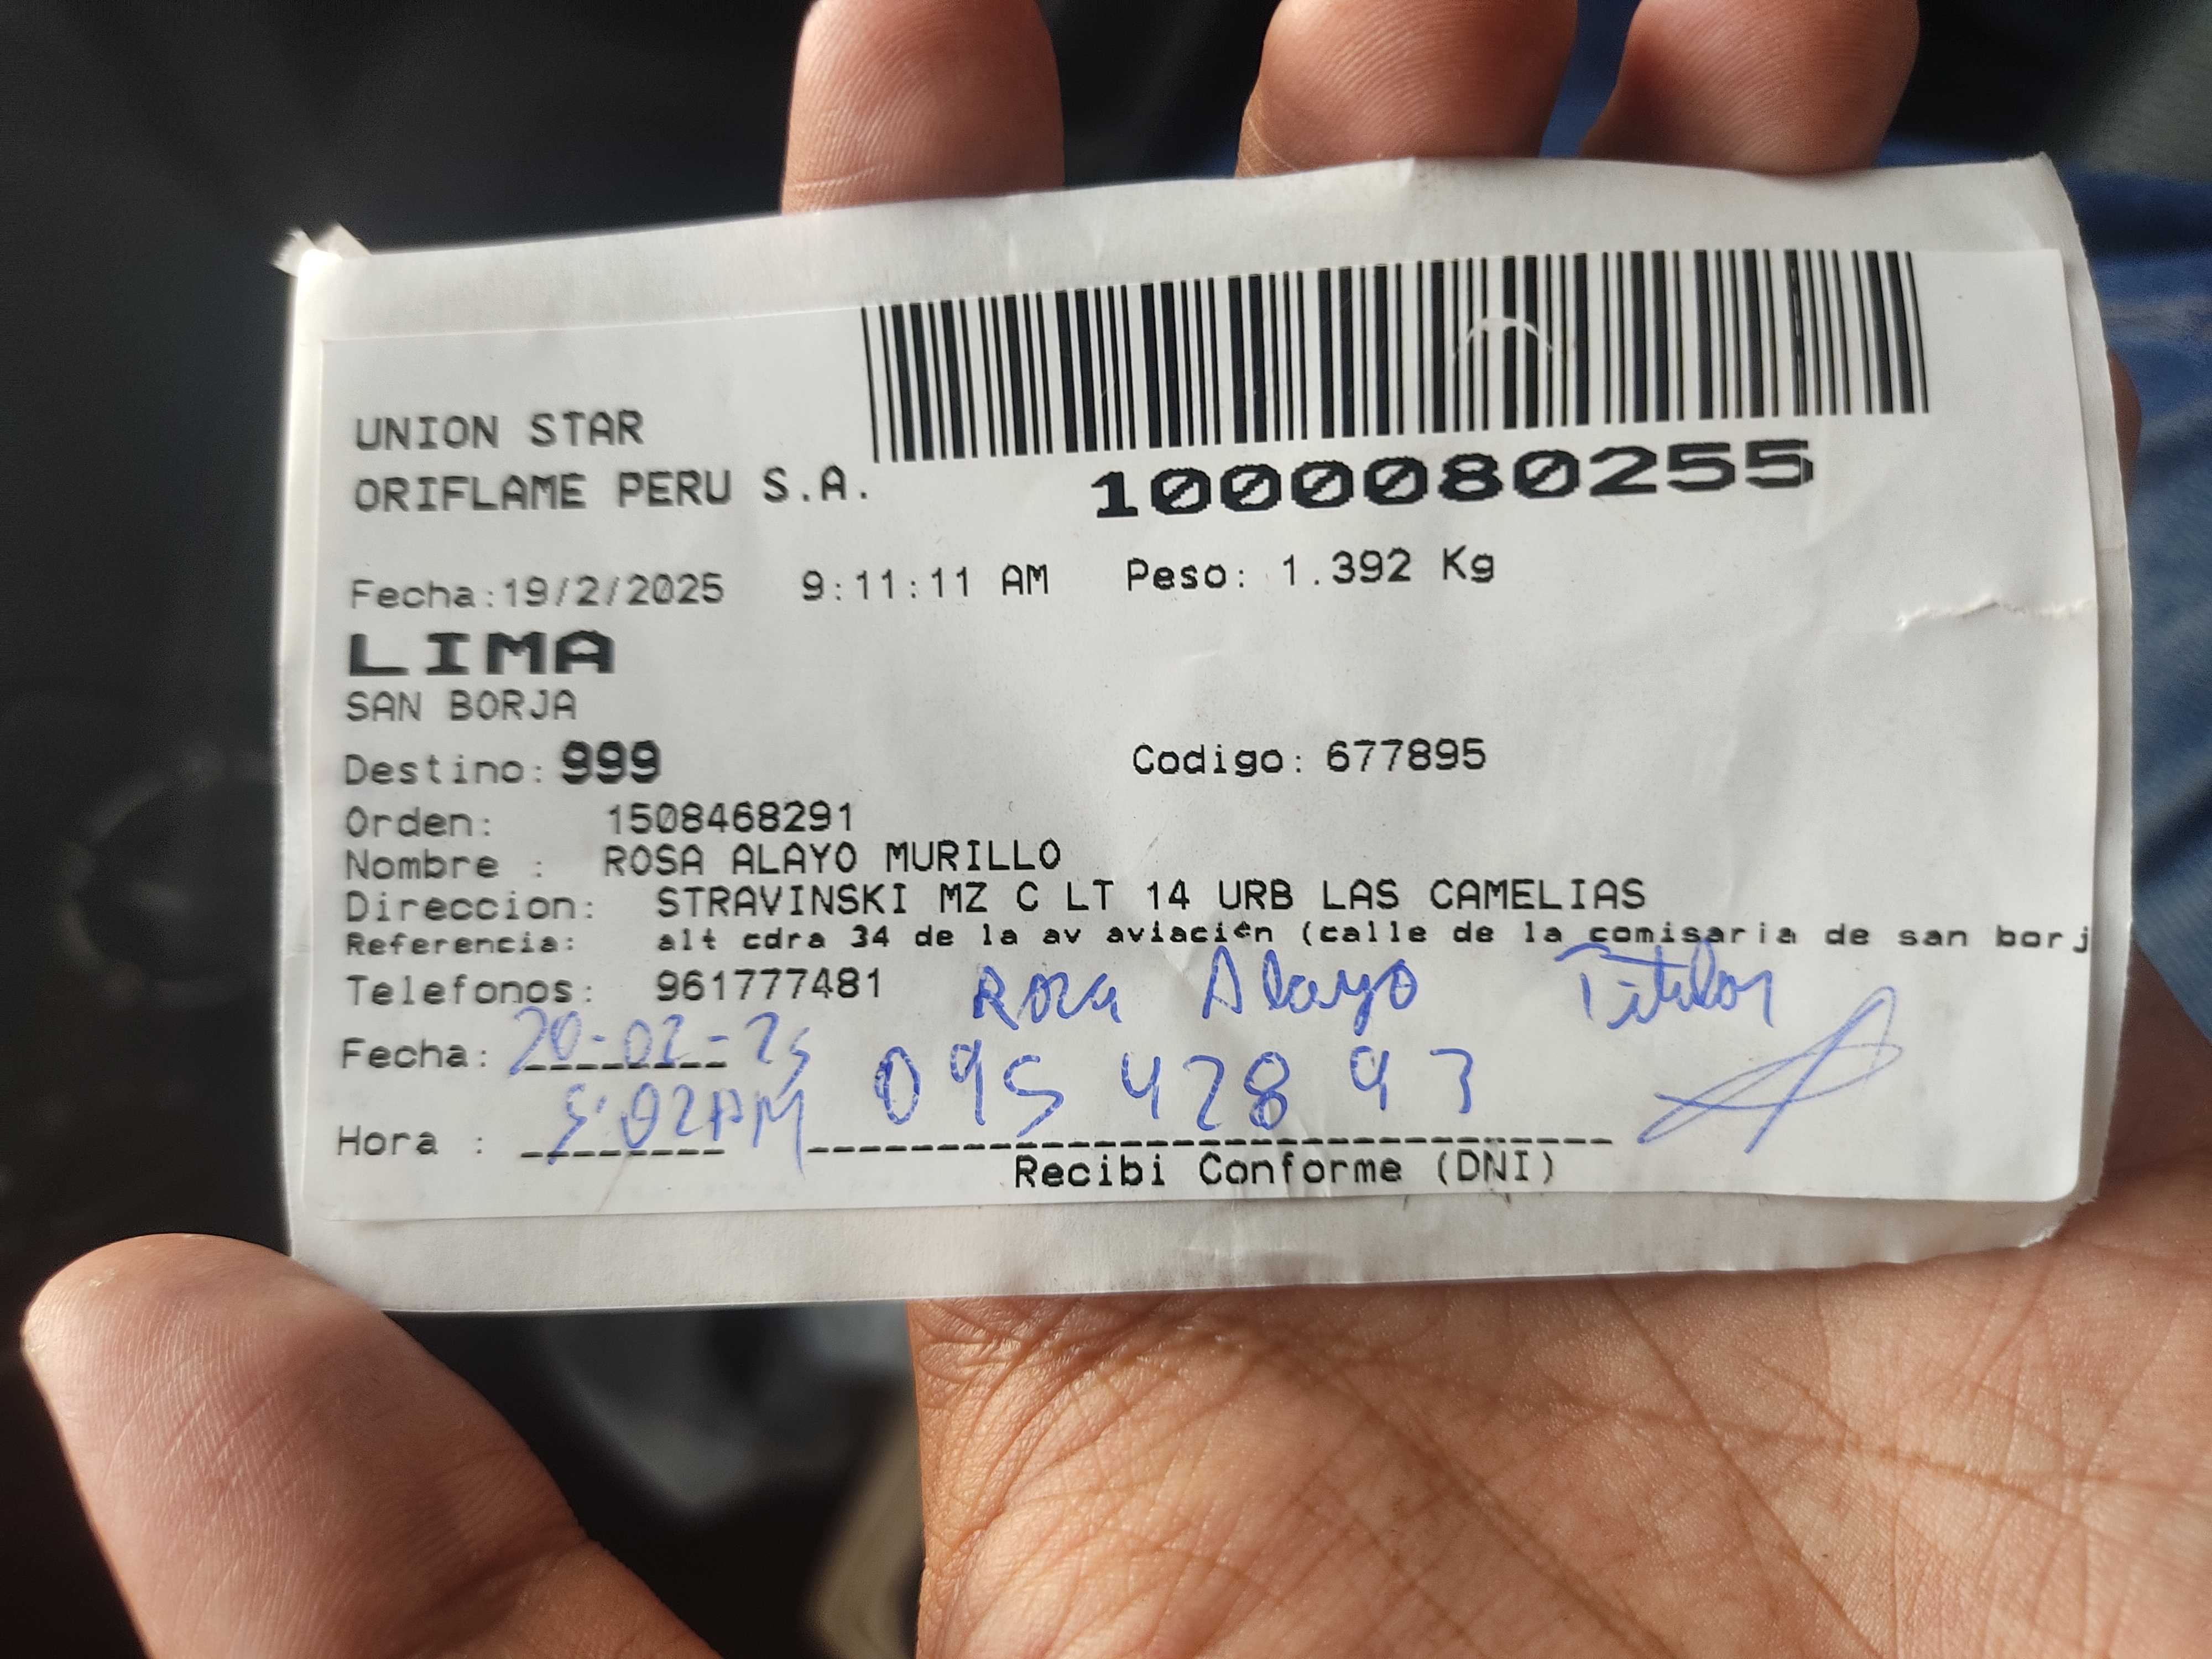 UNION STAR
ORIFLAME PERU S.A.
1000080255
Fecha:19/2/2025 9:11:11 AM Peso: 1.392 Kg
LIMA
SAN BORJA
Destino: 999 Codigo: 677895
Orden: 1508468291
Nombre : ROSA ALAYO MURILLO
Direccion: STRAVINSKI MZ C LT 14 URB LAS CAMELIAS
Referencia: alt cdra 34 de la av aviación (calle de la comisaria de san borj
Telefonos: 961777481 Rosa Alayo Titular
Fecha: 20-02-25
Hora : 5:02PM 09542893
Recibi Conforme (DNI)